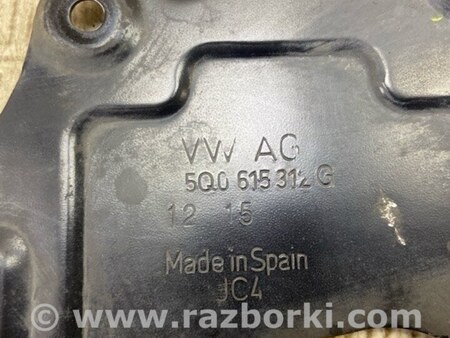 VW AG
5Q0 615 312 G
12 15
Made in Spain
JC4
www.razborki.com